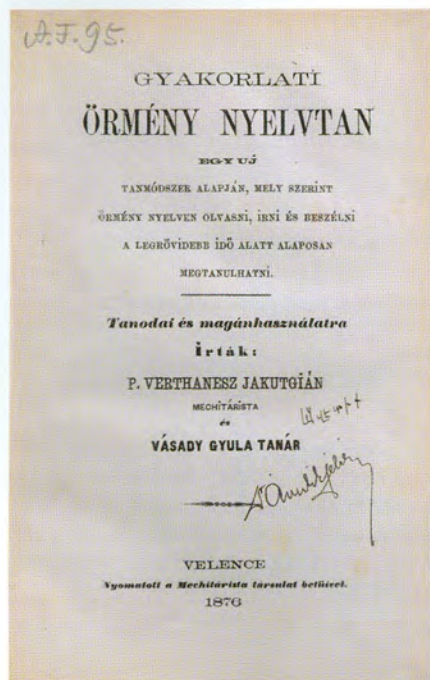 A.F.95.
GYAKORLATI
ÖRMÉNY NYELVTAN
EGY UJ
TANMÓDSZER ALAPJÁN, MELY SZERINT
ÖRMÉNY NYELVEN OLVASNI, IRNI ÉS BESZÉLNI
A LEGRÖVIDEBB IDŐ ALATT ALAPOSAN
MEGTANULHATNI.
Tanodai és magánhasználatra
Írták:
P. VERTHANESZ JAKUTGIÁN
MECHITÁRISTA
és
VÁSADY GYULA TANÁR
VELENCE
Nyomatott a Mechitárista társulat betűivel.
1876